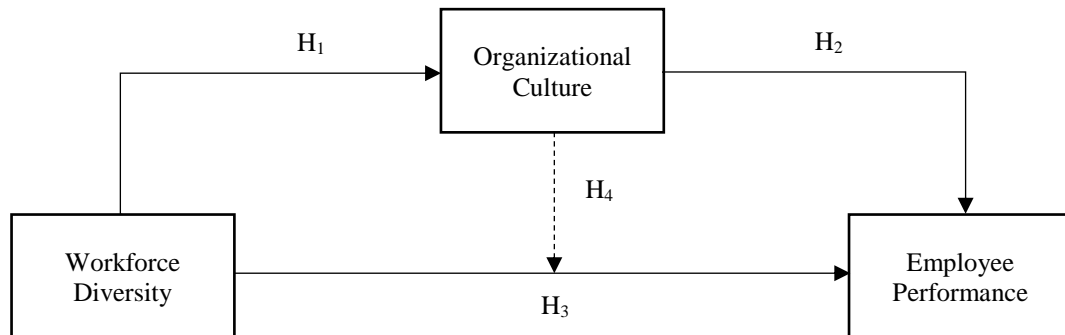 H₁
Organizational
Culture
H₂
H₄
Workforce
Diversity
H₃
Employee
Performance